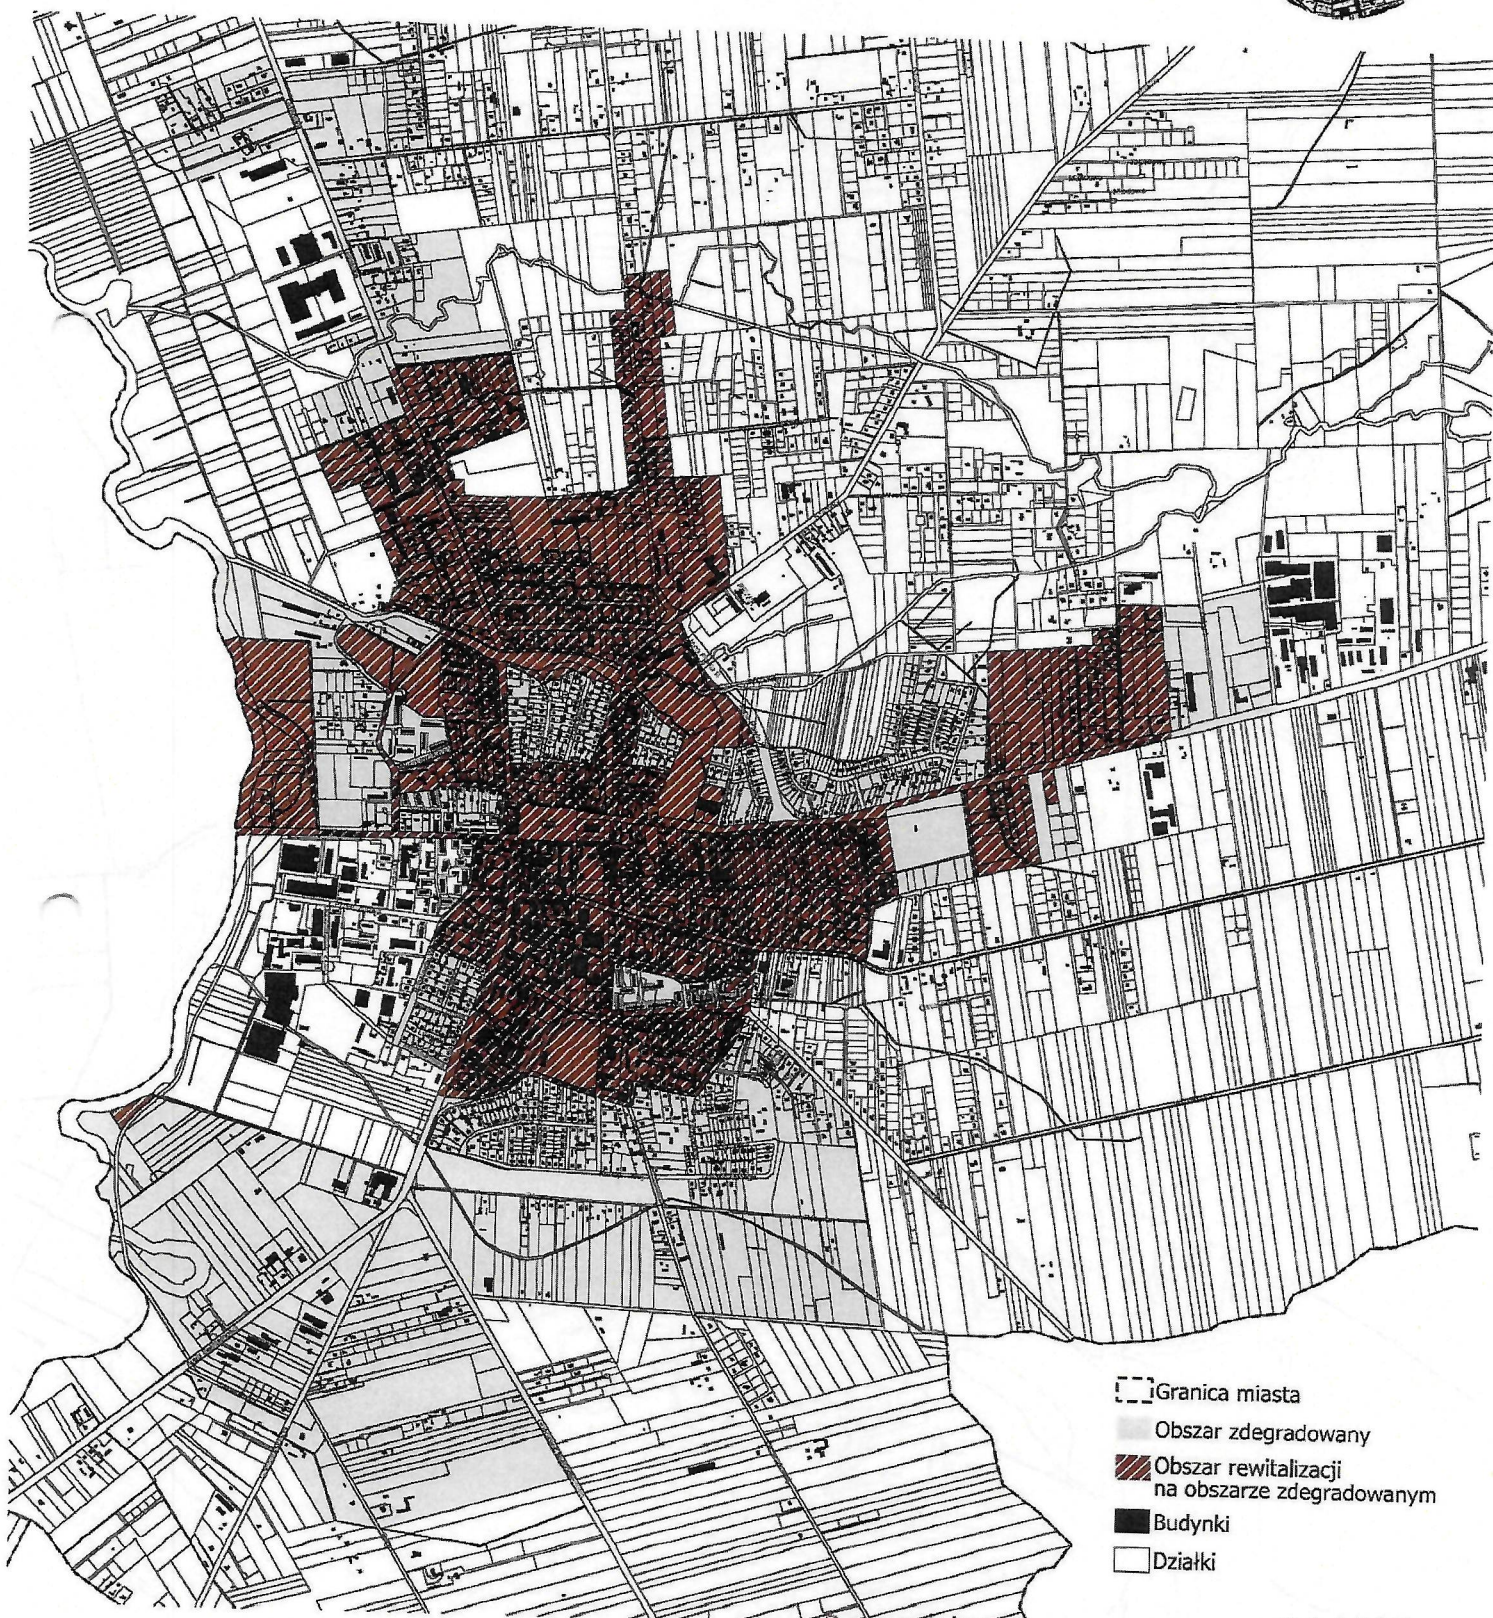 Granica miasta
Obszar zdegradowany
Obszar rewitalizacji
na obszarze zdegradowanym
Budynki
Działki